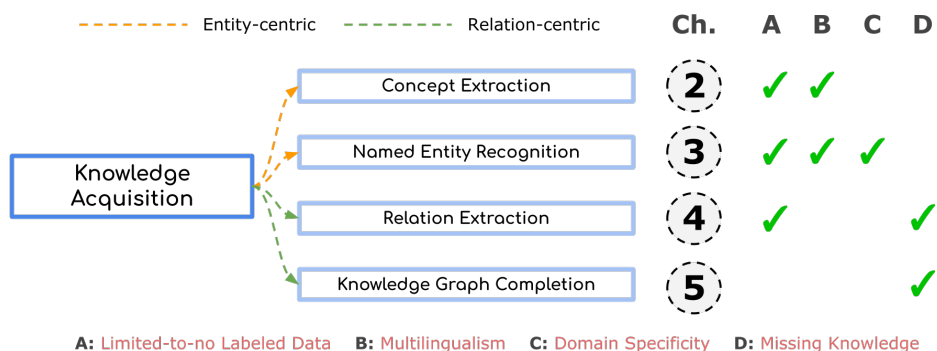 Entity-centric Relation-centric Ch. A B C D
Concept Extraction 2 ✓ ✓
Named Entity Recognition 3 ✓ ✓ ✓
Knowledge
Acquisition
Relation Extraction 4 ✓ ✓
Knowledge Graph Completion 5 ✓
A: Limited-to-no Labeled Data B: Multilingualism C: Domain Specificity D: Missing Knowledge